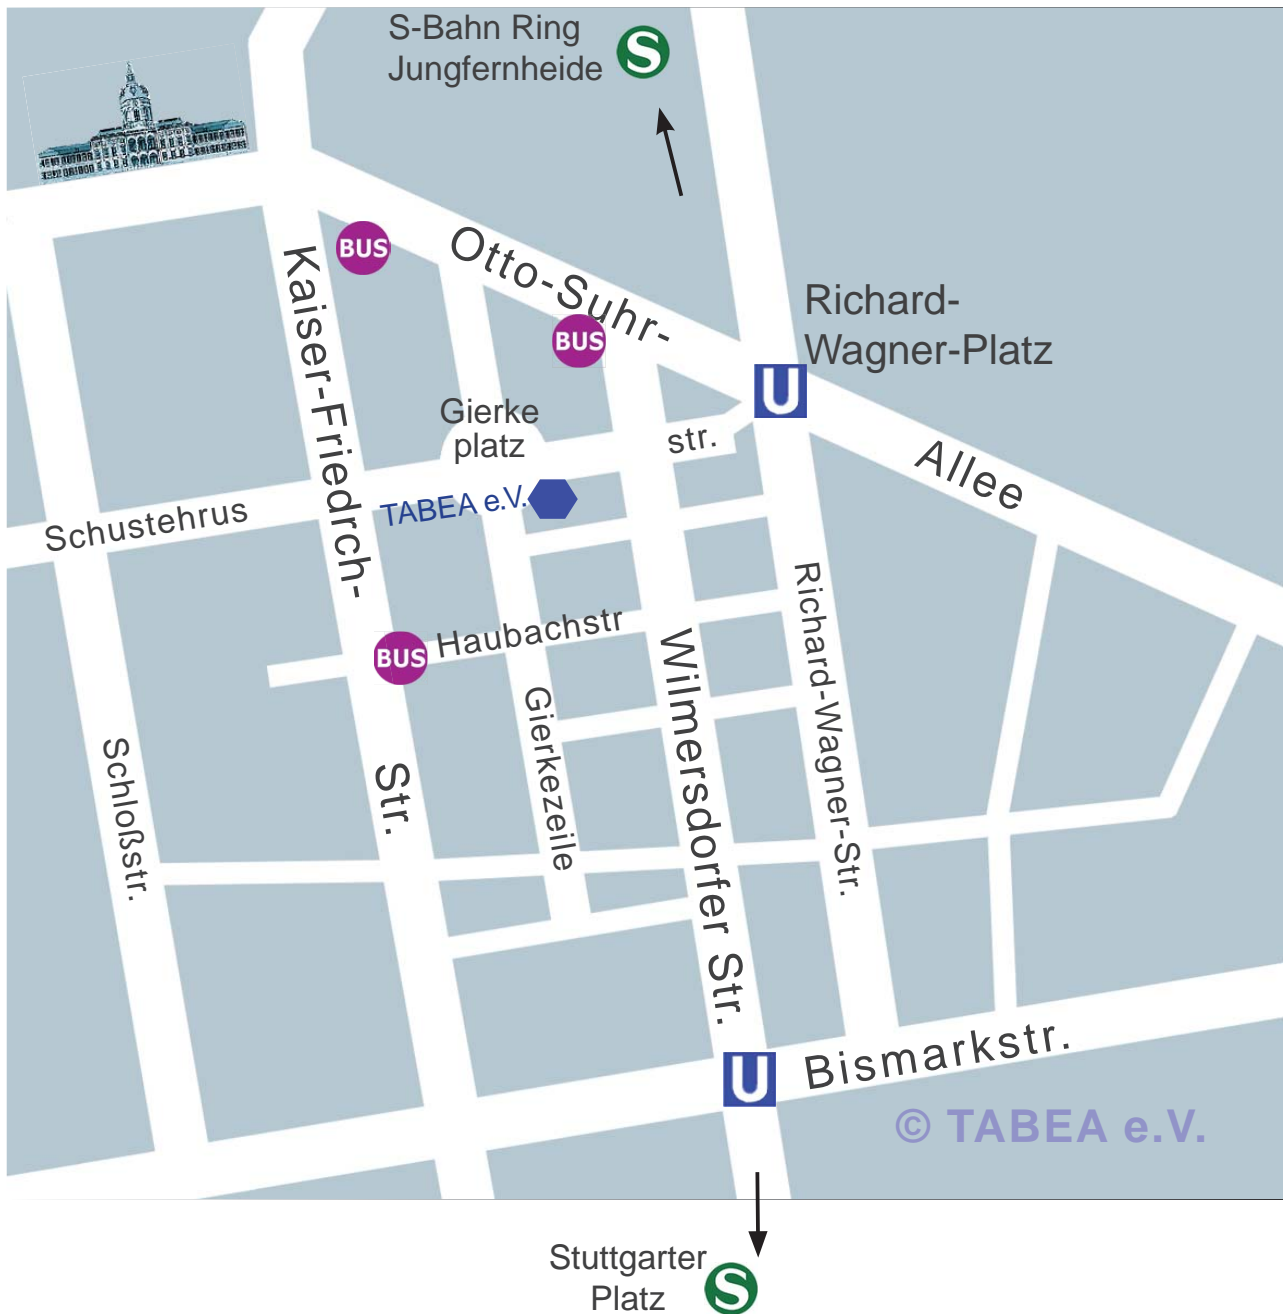 S-Bahn Ring
Jungfernheide
S
BUS
Otto-Suhr-
Allee
BUS
Richard-
Wagner-Platz
U
Kaiser-Friedrch-
Str.
Gierke
platz
Schustehrus
str.
TABEA e.V.
BUS
Haubachstr
Gierkezeile
Wilmersdorfer Str.
Richard-Wagner-Str.
Schloßstr.
U
Bismarkstr.
© TABEA e.V.
Stuttgarter
Platz
S